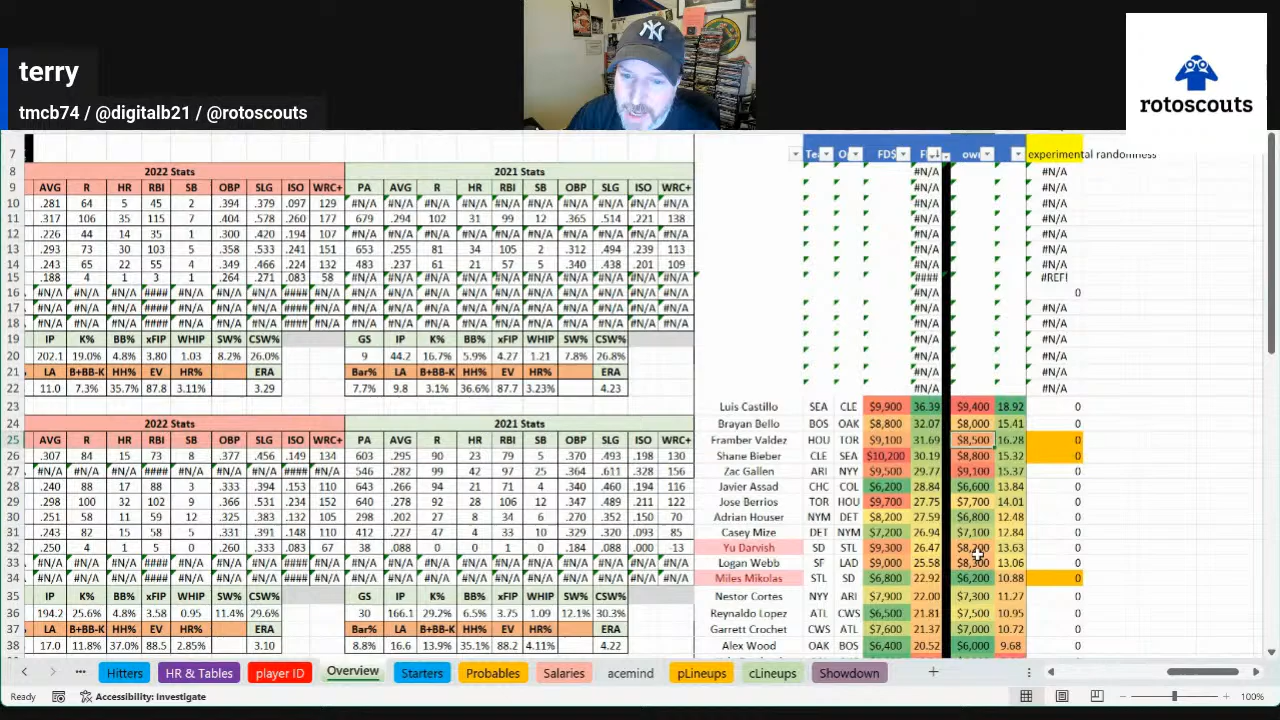 terry
tmcb74 / @digitalb21 / @rotoscouts
rotoscouts
7 Te O FD$ F ow experimental randomness
8 2022 Stats 2021 Stats #N/A #N/A
9 AVG R HR RBI SB OBP SLG ISO WRC+ PA AVG R HR RBI SB OBP SLG ISO WRC+ #N/A #N/A
10 .281 64 5 45 2 .394 .379 .097 129 #N/A #N/A #N/A #N/A #N/A #N/A #N/A #N/A #N/A #N/A #N/A #N/A
11 .317 106 35 115 7 .404 .578 .260 177 679 .294 102 31 99 12 .365 .514 .221 138 #N/A #N/A
12 .226 44 14 35 1 .300 .420 .194 107 #N/A #N/A #N/A #N/A #N/A #N/A #N/A #N/A #N/A #N/A #N/A #N/A
13 .293 73 30 103 5 .358 .533 .241 151 653 .255 81 34 105 2 .312 .494 .239 113 #N/A #N/A
14 .243 65 22 55 4 .349 .466 .224 132 483 .237 61 21 57 5 .340 .438 .201 109 #N/A #N/A
15 .188 4 1 3 1 .264 .271 .083 58 #N/A #N/A #N/A #N/A #N/A #N/A #N/A #N/A #N/A #N/A #### #REF!
16 #N/A #N/A #N/A #### #N/A #N/A #N/A #### #N/A #N/A #N/A #N/A #N/A #N/A #N/A #N/A #N/A #N/A #N/A #N/A 0
17 #N/A #N/A #N/A #### #N/A #N/A #N/A #### #N/A #N/A #N/A #N/A #N/A #N/A #N/A #N/A #N/A #N/A #N/A #N/A #N/A
18 #N/A #N/A #N/A #### #N/A #N/A #N/A #### #N/A #N/A #N/A #N/A #N/A #N/A #N/A #N/A #N/A #N/A #N/A #N/A #N/A
19 IP K% BB% xFIP WHIP SW% CSW% GS IP K% BB% xFIP WHIP SW% CSW% #N/A #N/A
20 202.1 19.0% 4.8% 3.80 1.03 8.2% 26.0% 9 44.2 16.7% 5.9% 4.27 1.21 7.8% 26.8% #N/A #N/A
21 LA B+BB-K HH% EV HR% ERA Bar% LA B+BB-K HH% EV HR% ERA #N/A #N/A
22 11.0 7.3% 35.7% 87.8 3.11% 3.29 7.7% 9.8 3.1% 36.6% 87.7 3.23% 4.23 #N/A #N/A
23 Luis Castillo SEA CLE $9,900 36.39 $9,400 18.92 0
24 2022 Stats 2021 Stats Brayan Bello BOS OAK $8,800 32.07 $8,000 15.41 0
25 AVG R HR RBI SB OBP SLG ISO WRC+ PA AVG R HR RBI SB OBP SLG ISO WRC+ Framber Valdez HOU TOR $9,100 31.69 $8,500 16.28 0
26 .307 84 15 73 8 .377 .456 .149 134 603 .295 90 23 79 5 .370 .493 .198 130 Shane Bieber CLE SEA $10,200 30.19 $8,800 15.32 0
27 #N/A #N/A #N/A #### #N/A #N/A #N/A #### #N/A 546 .282 99 42 97 25 .364 .611 .328 156 Zac Gallen ARI NYY $9,500 29.77 $9,100 15.37 0
28 .240 88 17 88 3 .333 .394 .153 110 643 .266 94 21 71 4 .340 .460 .194 116 Javier Assad CHC COL $6,200 28.84 $6,600 13.84 0
29 .298 100 32 102 9 .366 .531 .234 152 640 .278 92 28 106 12 .347 .487 .211 122 Jose Berrios TOR HOU $9,700 27.75 $7,700 14.01 0
30 .251 58 11 59 12 .325 .383 .132 105 298 .202 27 8 34 6 .270 .352 .150 70 Adrian Houser NYM DET $8,200 27.59 $6,800 12.48 0
31 .243 82 15 58 5 .331 .400 .157 112 412 .227 47 4 33 10 .320 .329 .093 85 Casey Mize DET NYM $7,200 26.94 $7,100 12.84 0
32 .250 4 1 5 0 .260 .333 .083 67 38 .088 0 0 1 0 .184 .088 .000 -13 Yu Darvish SD STL $9,300 26.47 13.63 0
33 #N/A #N/A #N/A #### #N/A #N/A #N/A #### #N/A #N/A #N/A #N/A #N/A #N/A #N/A #N/A #N/A #N/A #N/A Logan Webb SF LAD $9,000 25.58 $8,300 13.06 0
34 #N/A #N/A #N/A #### #N/A #N/A #N/A #### #N/A #N/A #N/A #N/A #N/A #N/A #N/A #N/A #N/A #N/A #N/A Miles Mikolas STL SD $6,800 22.92 $6,200 10.88 0
35 IP K% BB% xFIP WHIP SW% CSW% GS IP K% BB% xFIP WHIP SW% CSW% Nestor Cortes NYY ARI $7,900 22.00 $7,300 11.27 0
36 194.2 25.6% 4.8% 3.58 0.95 11.4% 29.6% 30 166.1 29.2% 6.5% 3.75 1.09 12.1% 30.3% Reynaldo Lopez ATL CWS $6,500 21.81 $7,500 10.95 0
37 LA B+BB-K HH% EV HR% ERA Bar% LA B+BB-K HH% EV HR% ERA Garrett Crochet CWS ATL $7,600 21.37 $7,000 10.72 0
38 17.0 11.8% 37.0% 88.5 2.85% 3.10 8.8% 16.6 13.9% 35.1% 88.2 4.11% 4.22 Alex Wood OAK BOS $6,400 20.52 $6,000 9.68 0
Hitters HR & Tables player ID Overview Starters Probables Salaries acemind pLineups cLineups Showdown
Ready Accessibility: Investigate 100%